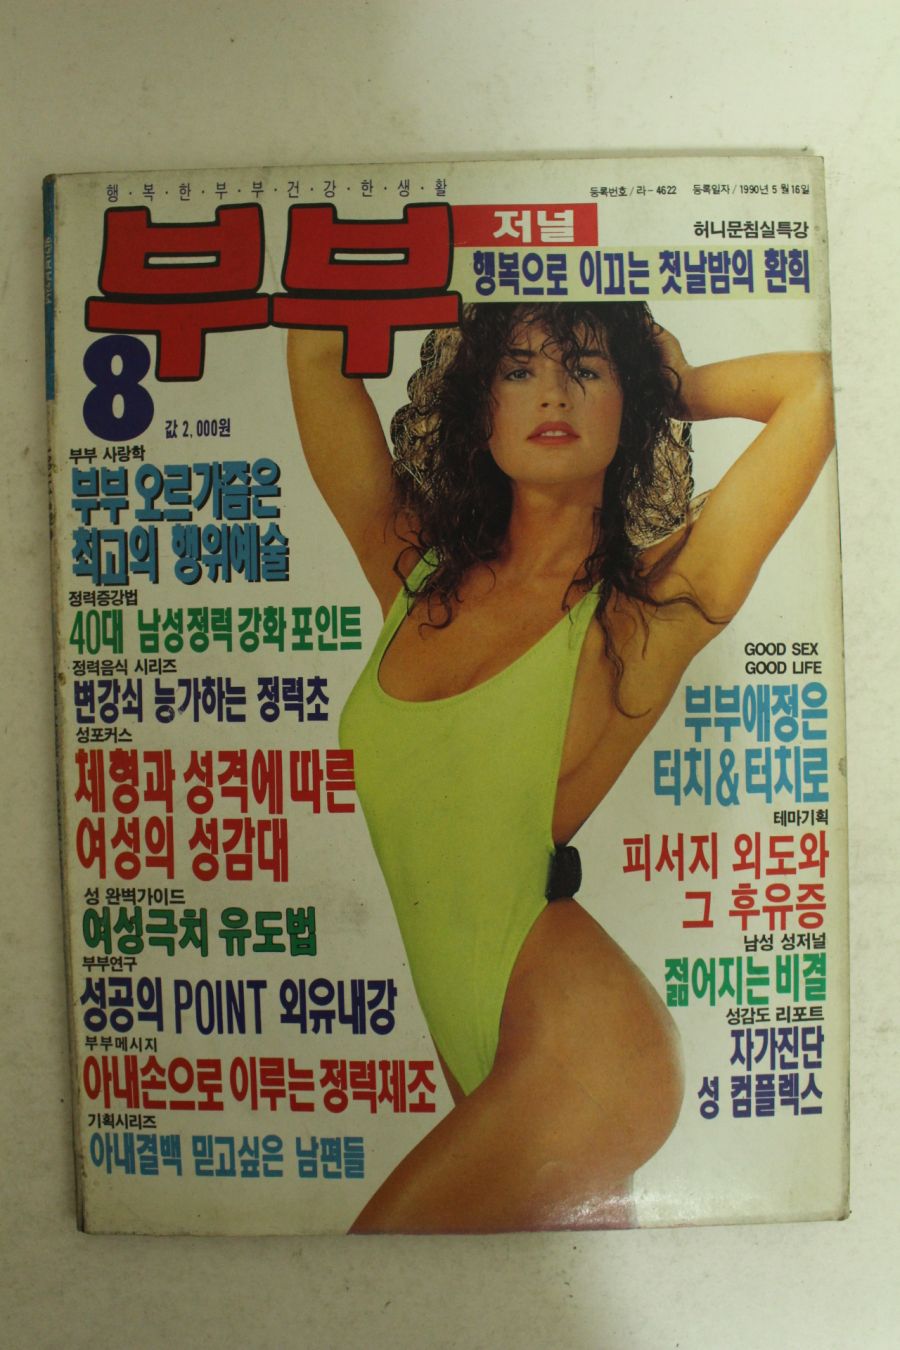 행·복·한·부·부·건·강·한·생·활
등록번호/라-4622 등록일자/1990년 5월16일
부부
저널
허니문침실특강
행복으로 이끄는 첫날밤의 환희
8
값 2,000원
부부 사랑학
부부 오르가즘은
최고의 행위예술
정력증강법
40대 남성정력 강화 포인트
정력음식 시리즈
변강쇠 능가하는 정력초
성포커스
체형과 성격에 따른
여성의 성감대
성 완벽가이드
여성극치 유도법
부부연구
성공의 POINT 외유내강
부부메시지
아내손으로 이루는 정력제조
기획시리즈
아내결백 믿고싶은 남편들
GOOD SEX
GOOD LIFE
부부애정은
터치&터치로
테마기획
피서지 외도와
그 후유증
남성 성저널
젊어지는 비결
성감도 리포트
자가진단
성 컴플렉스